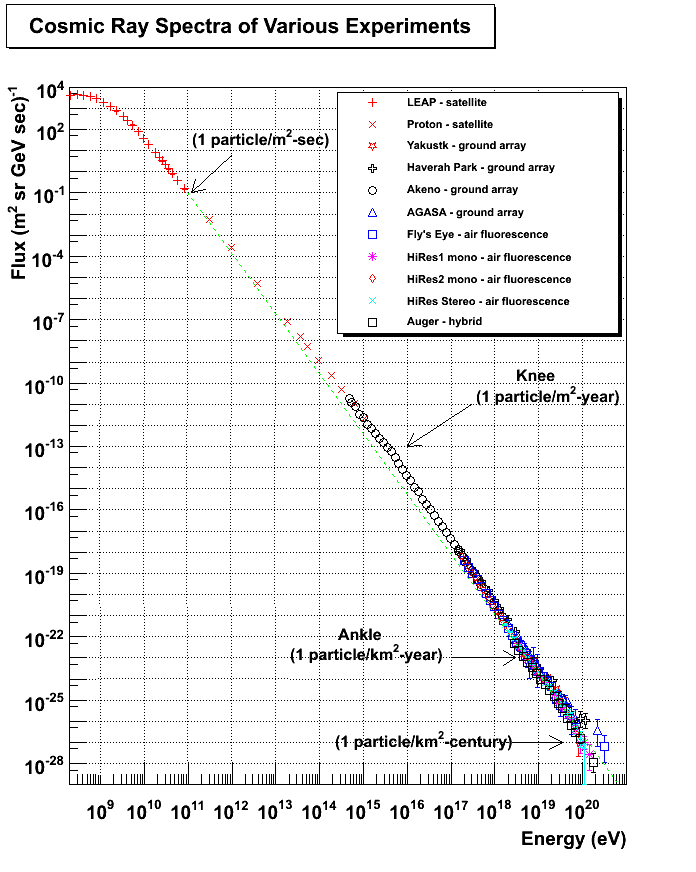 Cosmic Ray Spectra of Various Experiments
Flux (m² sr GeV sec)⁻¹
10⁴
10²
10⁻¹
10⁻⁴
10⁻⁷
10⁻¹⁰
10⁻¹³
10⁻¹⁶
10⁻¹⁹
10⁻²²
10⁻²⁵
10⁻²⁸
(1 particle/m²-sec)
LEAP - satellite
Proton - satellite
Yakustk - ground array
Haverah Park - ground array
Akeno - ground array
AGASA - ground array
Fly's Eye - air fluorescence
HiRes1 mono - air fluorescence
HiRes2 mono - air fluorescence
HiRes Stereo - air fluorescence
Auger - hybrid
Knee
(1 particle/m²-year)
Ankle
(1 particle/km²-year)
(1 particle/km²-century)
10⁹ 10¹⁰ 10¹¹ 10¹² 10¹³ 10¹⁴ 10¹⁵ 10¹⁶ 10¹⁷ 10¹⁸ 10¹⁹ 10²⁰
Energy (eV)